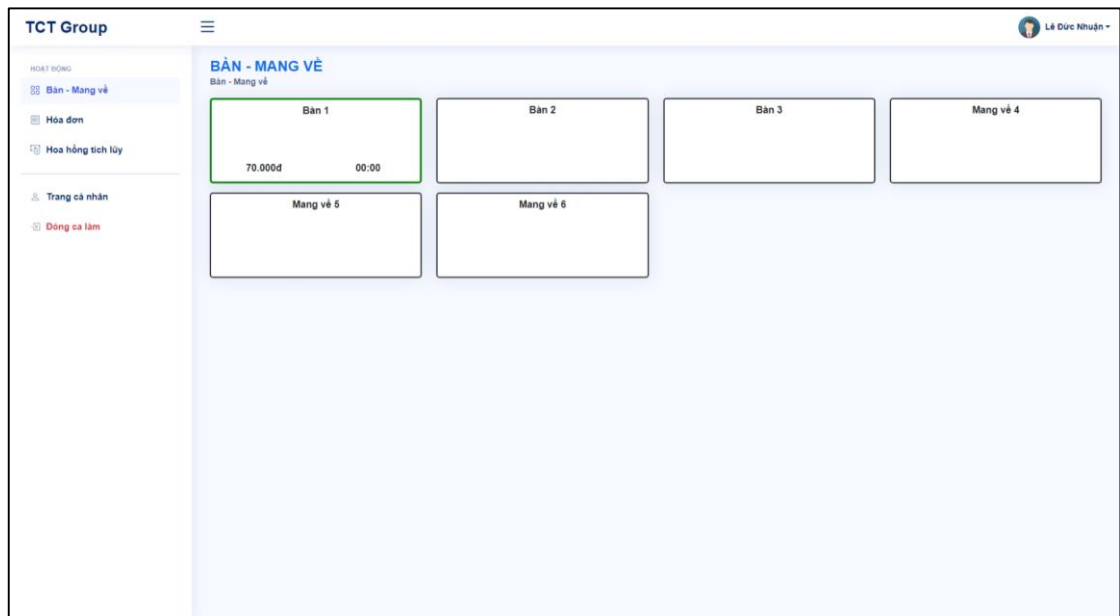 TCT Group
Lê Đức Nhuận
HOẠT ĐỘNG
Bàn - Mang về
Hóa đơn
Hoa hồng tích lũy
Trang cá nhân
Đóng ca làm
BÀN - MANG VỀ
Bàn - Mang về
Bàn 1
70.000đ 00:00
Bàn 2
Bàn 3
Mang về 4
Mang về 5
Mang về 6